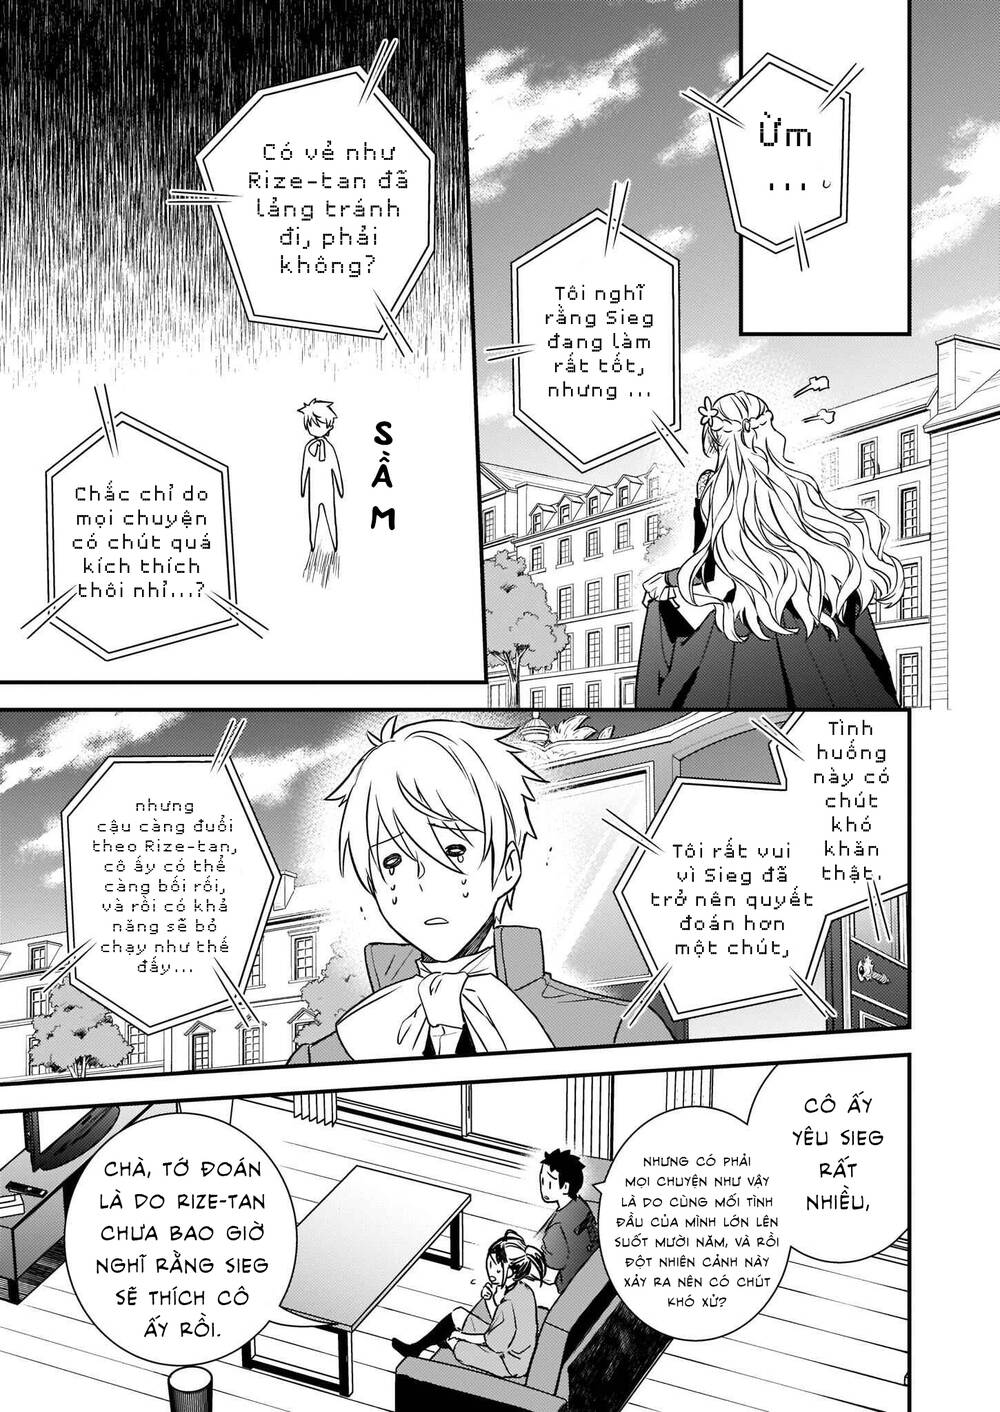 Ừm
...
Tôi nghĩ
rằng Sieg
đang làm
rất tốt,
nhưng ...
Có vẻ như
Rize-tan đã
lảng tránh
đi, phải
không?
SẦM
Chắc chỉ do
mọi chuyện
có chút quá
kích thích
thôi nhỉ...?
Tình
huống
này có
chút
khó
khăn
thật.
Tôi rất vui
vì Sieg đã
trở nên quyết
đoán hơn
một chút,
nhưng
cậu càng đuổi
theo Rize-tan,
cô ấy có thể
càng bối rối,
và rồi có khả
năng sẽ bỏ
chạy như thế
đấy...
CÔ ẤY
YÊU SIEG
RẤT
NHIỀU,
NHƯNG CÓ PHẢI
MỌI CHUYỆN NHƯ VẬY
LÀ DO CÙNG MỐI TÌNH
ĐẦU CỦA MÌNH LỚN LÊN
SUỐT MƯỜI NĂM, VÀ RỒI
ĐỘT NHIÊN CẢNH NÀY
XẢY RA NÊN CÓ CHÚT
KHÓ XỬ?
CHÀ, TỚ ĐOÁN
LÀ DO RIZE-TAN
CHƯA BAO GIỜ
NGHĨ RẰNG SIEG
SẼ THÍCH CÔ
ẤY RỒI.